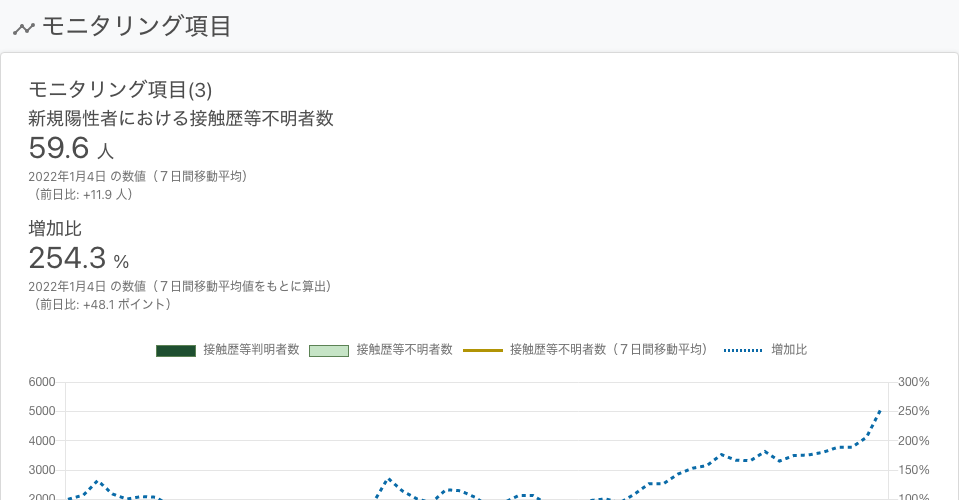 モニタリング項目
モニタリング項目(3)
新規陽性者における接触歴等不明者数
59.6 人
2022年1月4日 の数値（７日間移動平均）
（前日比: +11.9 人）
増加比
254.3 %
2022年1月4日 の数値（７日間移動平均値をもとに算出）
（前日比: +48.1 ポイント）
接触歴等判明者数 接触歴等不明者数 接触歴等不明者数（７日間移動平均） 増加比
6000 300%
5000 250%
4000 200%
3000 150%
2000 100%